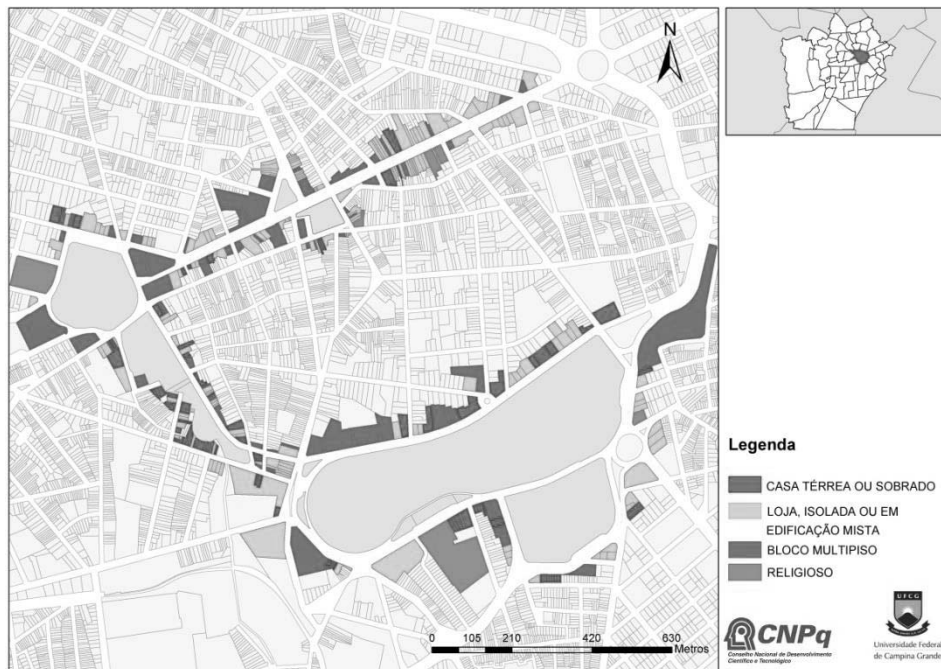 N
Legenda
CASA TÉRREA OU SOBRADO
LOJA, ISOLADA OU EM
EDIFICAÇÃO MISTA
BLOCO MULTIPISO
RELIGIOSO
0 105 210 420 630
Metros
CNPq
Conselho Nacional de Desenvolvimento
Científico e Tecnológico
UFCG
Universidade Federal
de Campina Grande